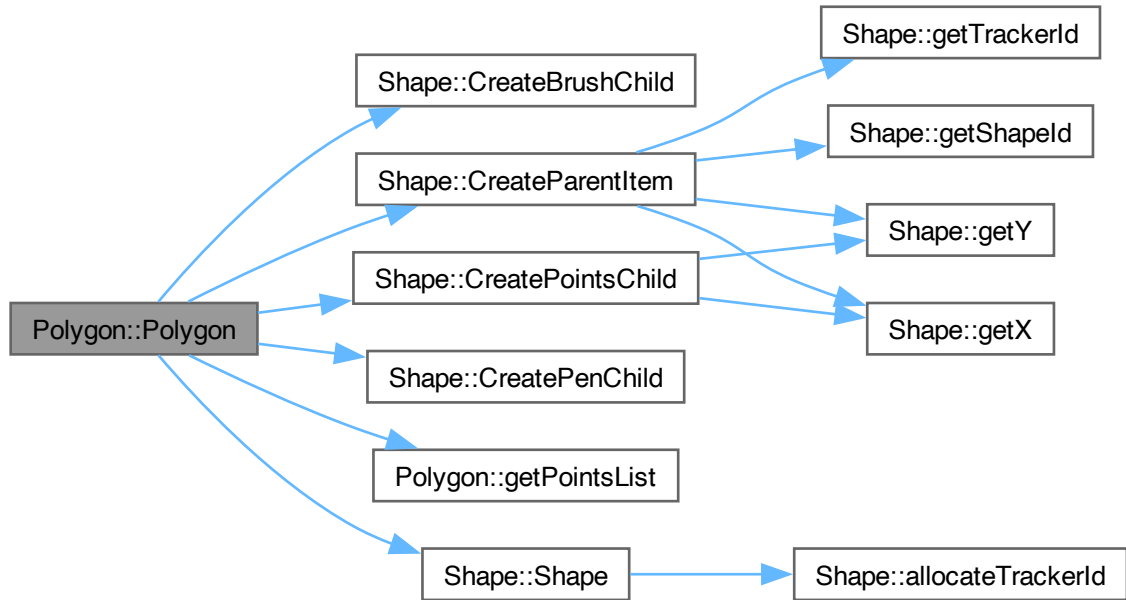 Shape::getTrackerId
Shape::CreateBrushChild
Shape::getShapeId
Shape::CreateParentItem
Shape::getY
Shape::CreatePointsChild
Polygon::Polygon
Shape::getX
Shape::CreatePenChild
Polygon::getPointsList
Shape::Shape
Shape::allocateTrackerId